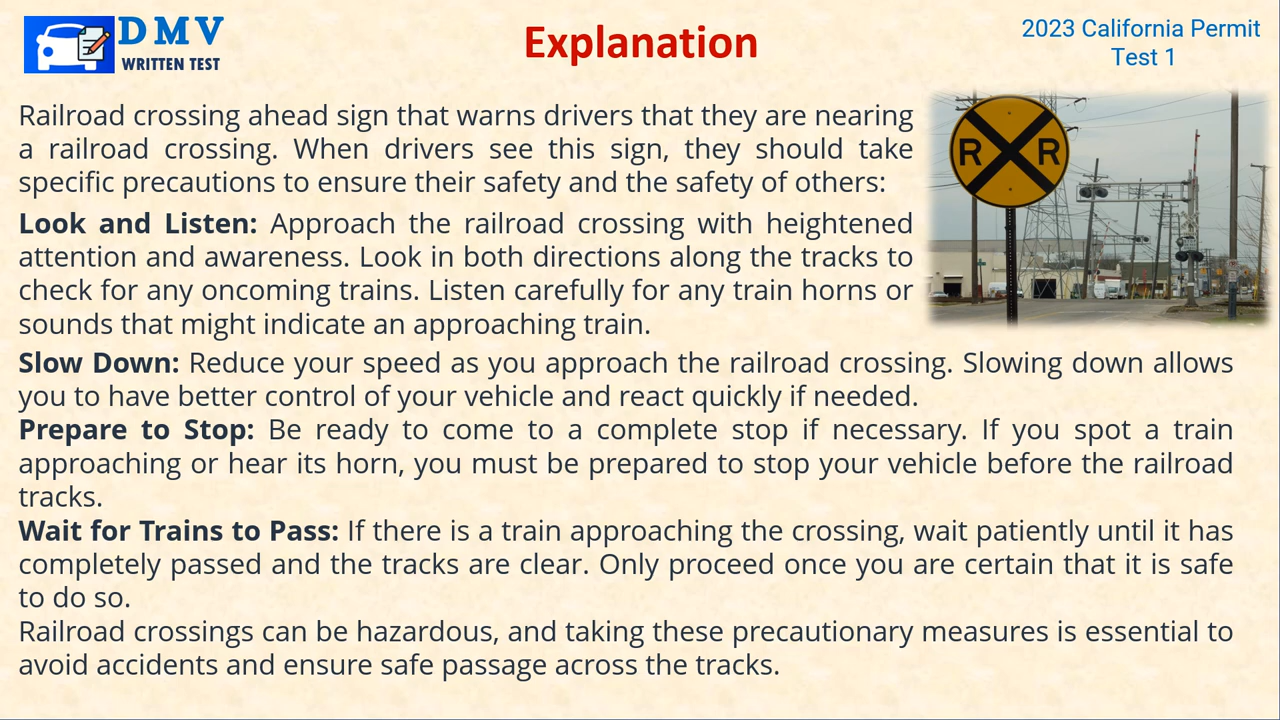 DMV
WRITTEN TEST
Explanation
2023 California Permit
Test 1
Railroad crossing ahead sign that warns drivers that they are nearing
a railroad crossing. When drivers see this sign, they should take
specific precautions to ensure their safety and the safety of others:
R R
Look and Listen: Approach the railroad crossing with heightened
attention and awareness. Look in both directions along the tracks to
check for any oncoming trains. Listen carefully for any train horns or
sounds that might indicate an approaching train.
Slow Down: Reduce your speed as you approach the railroad crossing. Slowing down allows
you to have better control of your vehicle and react quickly if needed.
Prepare to Stop: Be ready to come to a complete stop if necessary. If you spot a train
approaching or hear its horn, you must be prepared to stop your vehicle before the railroad
tracks.
Wait for Trains to Pass: If there is a train approaching the crossing, wait patiently until it has
completely passed and the tracks are clear. Only proceed once you are certain that it is safe
to do so.
Railroad crossings can be hazardous, and taking these precautionary measures is essential to
avoid accidents and ensure safe passage across the tracks.